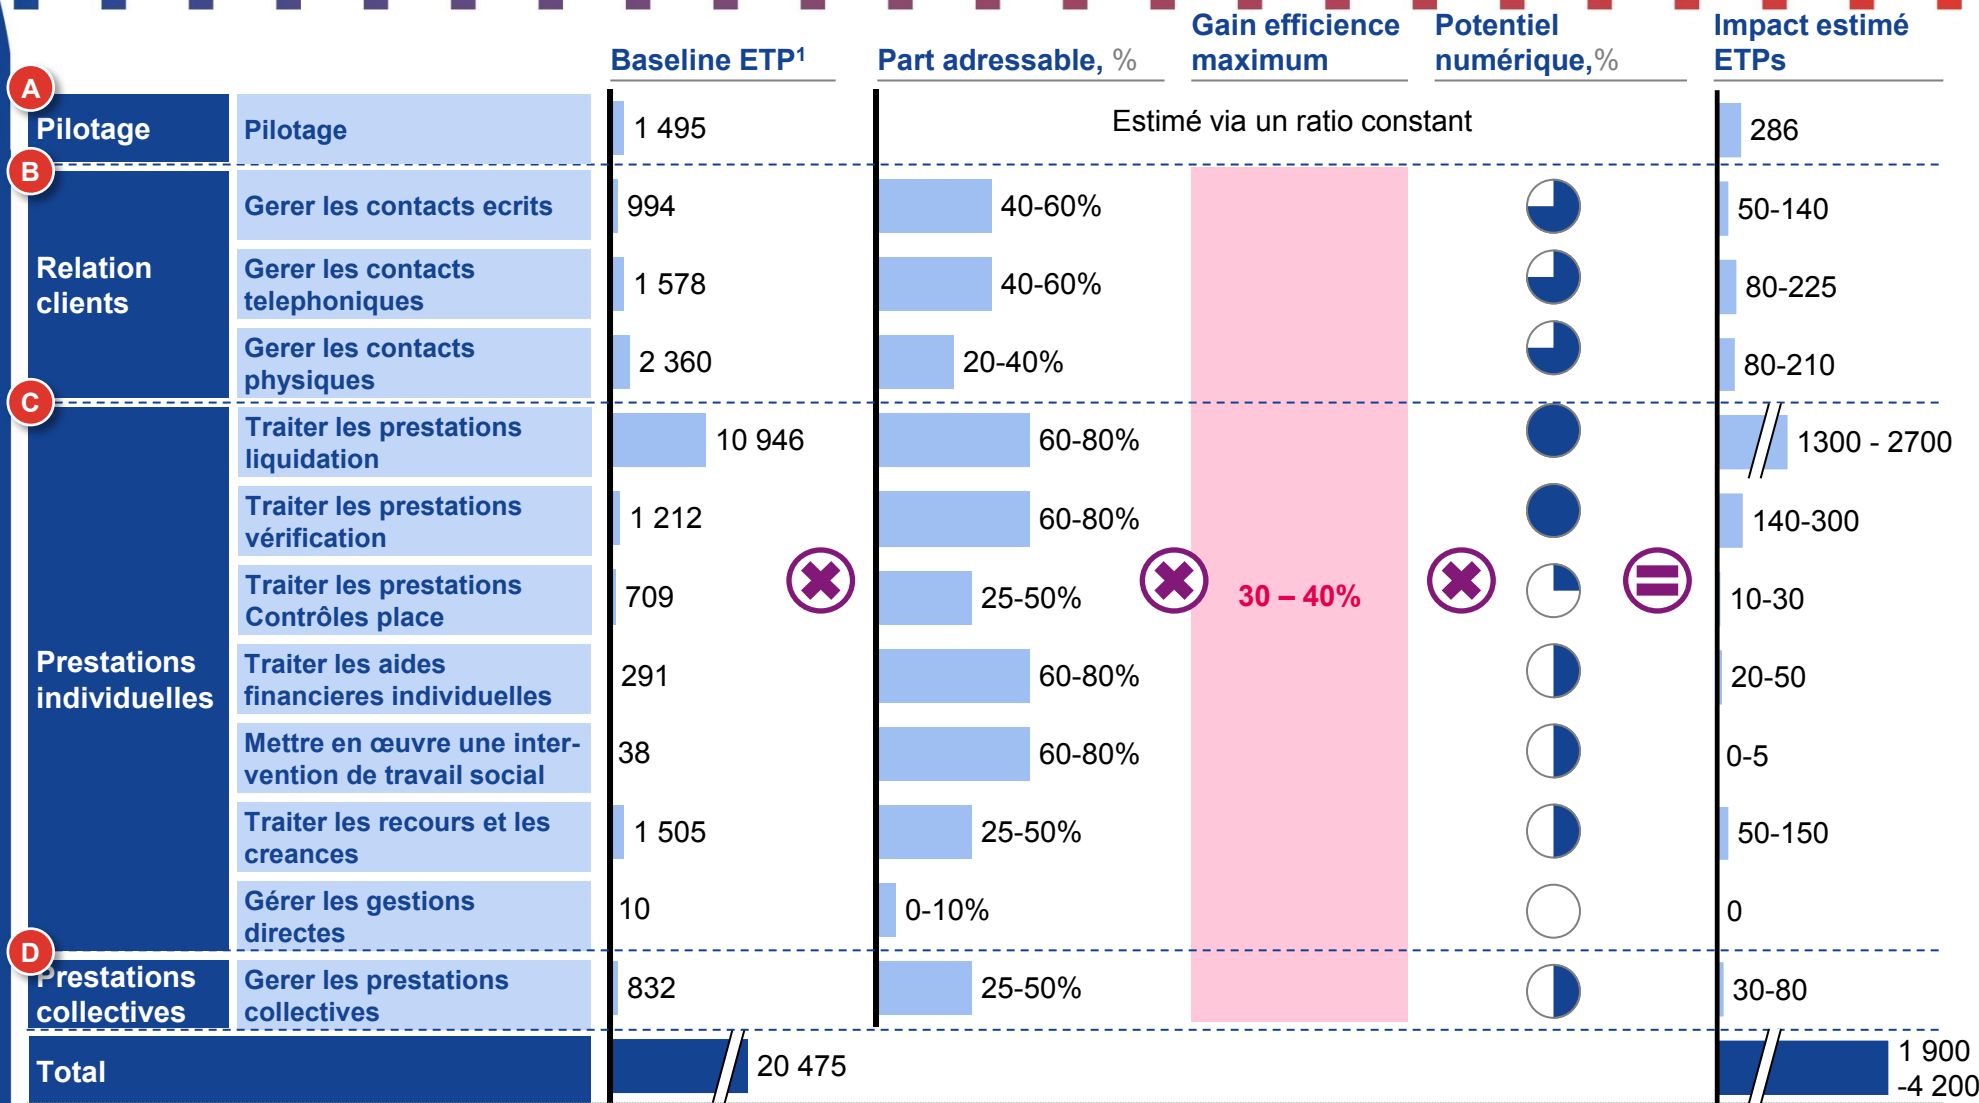 Baseline ETP¹
Part adressable, %
Gain efficience
maximum
Potentiel
numérique,%
Impact estimé
ETPs
A
Pilotage
Pilotage
1 495
Estimé via un ratio constant
286
B
Relation
clients
Gerer les contacts ecrits
994
40-60%
50-140
Gerer les contacts
telephoniques
1 578
40-60%
80-225
Gerer les contacts
physiques
2 360
20-40%
80-210
C
Prestations
individuelles
Traiter les prestations
liquidation
10 946
60-80%
1300 - 2700
Traiter les prestations
vérification
1 212
60-80%
140-300
Traiter les prestations
Contrôles place
709
25-50%
30 – 40%
10-30
Traiter les aides
financieres individuelles
291
60-80%
20-50
Mettre en œuvre une inter-
vention de travail social
38
60-80%
0-5
Traiter les recours et les
creances
1 505
25-50%
50-150
Gérer les gestions
directes
10
0-10%
0
D
Prestations
collectives
Gerer les prestations
collectives
832
25-50%
30-80
Total
20 475
1 900
-4 200